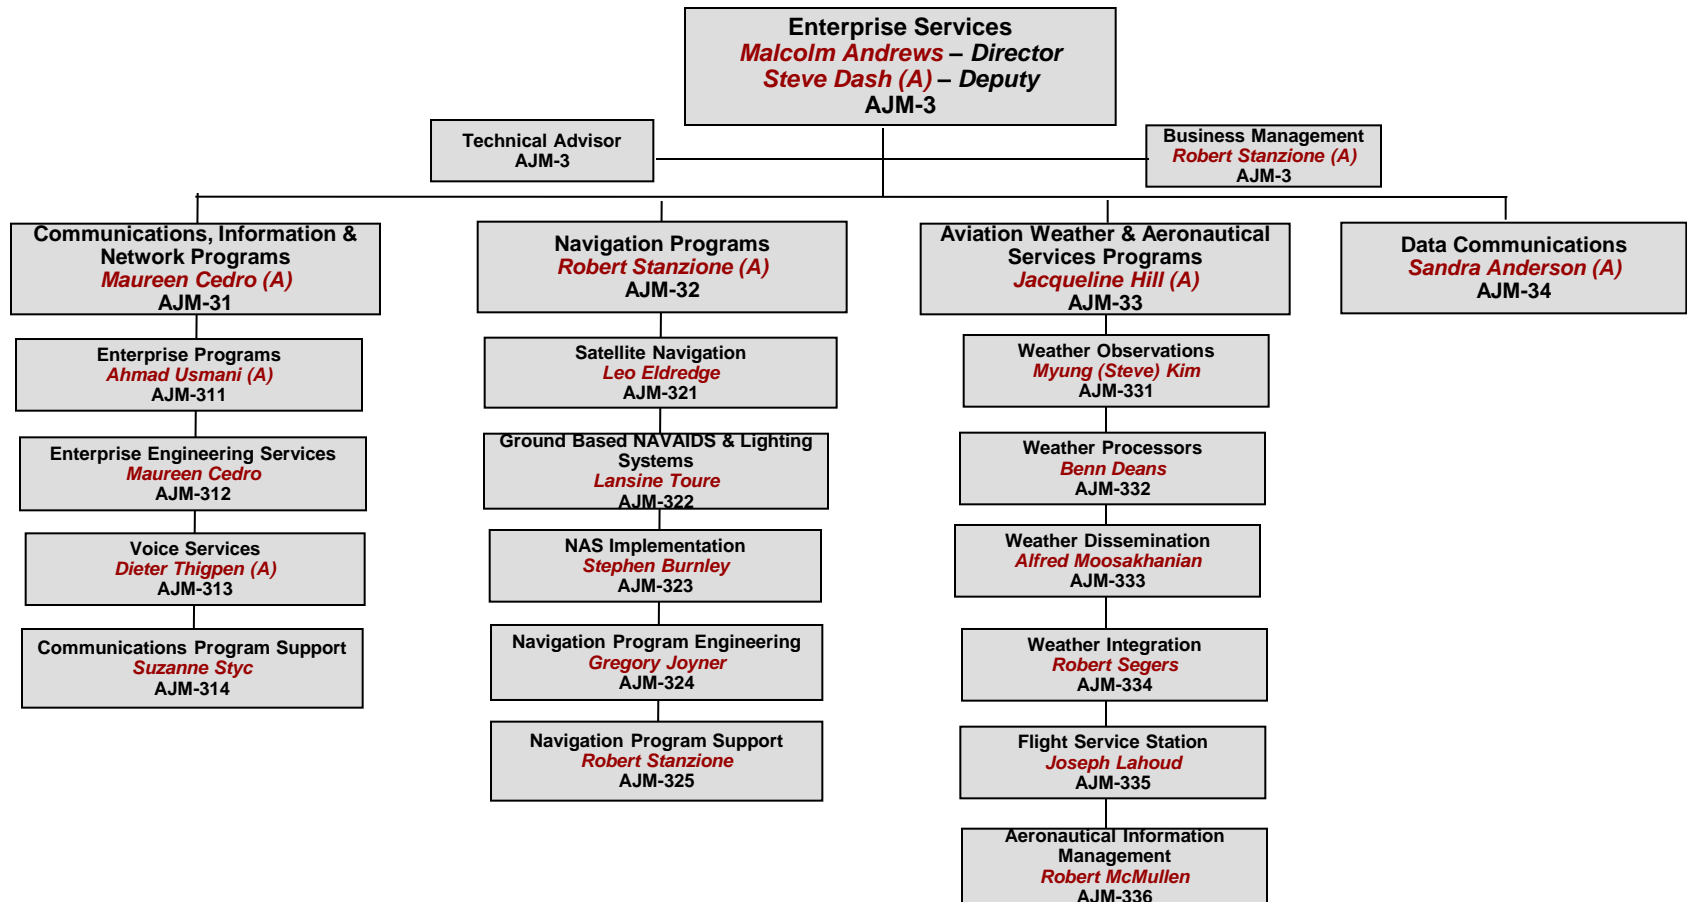 Enterprise Services
Malcolm Andrews – Director
Steve Dash (A) – Deputy
AJM-3
Technical Advisor
AJM-3
Business Management
Robert Stanzione (A)
AJM-3
Communications, Information &
Network Programs
Maureen Cedro (A)
AJM-31
Enterprise Programs
Ahmad Usmani (A)
AJM-311
Enterprise Engineering Services
Maureen Cedro
AJM-312
Voice Services
Dieter Thigpen (A)
AJM-313
Communications Program Support
Suzanne Styc
AJM-314
Navigation Programs
Robert Stanzione (A)
AJM-32
Satellite Navigation
Leo Eldredge
AJM-321
Ground Based NAVAIDS & Lighting
Systems
Lansine Toure
AJM-322
NAS Implementation
Stephen Burnley
AJM-323
Navigation Program Engineering
Gregory Joyner
AJM-324
Navigation Program Support
Robert Stanzione
AJM-325
Aviation Weather & Aeronautical
Services Programs
Jacqueline Hill (A)
AJM-33
Weather Observations
Myung (Steve) Kim
AJM-331
Weather Processors
Benn Deans
AJM-332
Weather Dissemination
Alfred Moosakhanian
AJM-333
Weather Integration
Robert Segers
AJM-334
Flight Service Station
Joseph Lahoud
AJM-335
Aeronautical Information
Management
Robert McMullen
AJM-336
Data Communications
Sandra Anderson (A)
AJM-34